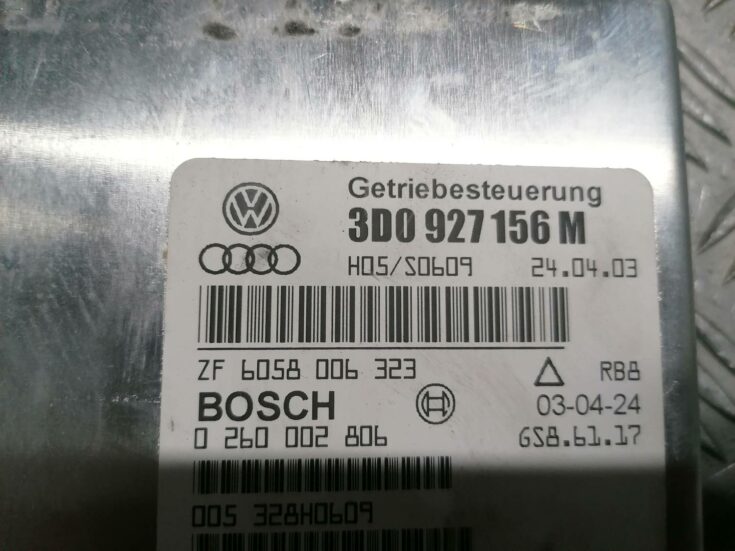 Getriebesteuerung
3D0 927 156 M
H05/S0609 24.04.03
ZF 6058 006 323 RB8
BOSCH 03-04-24
0 260 002 806 GS8.61.17
005 328H0609